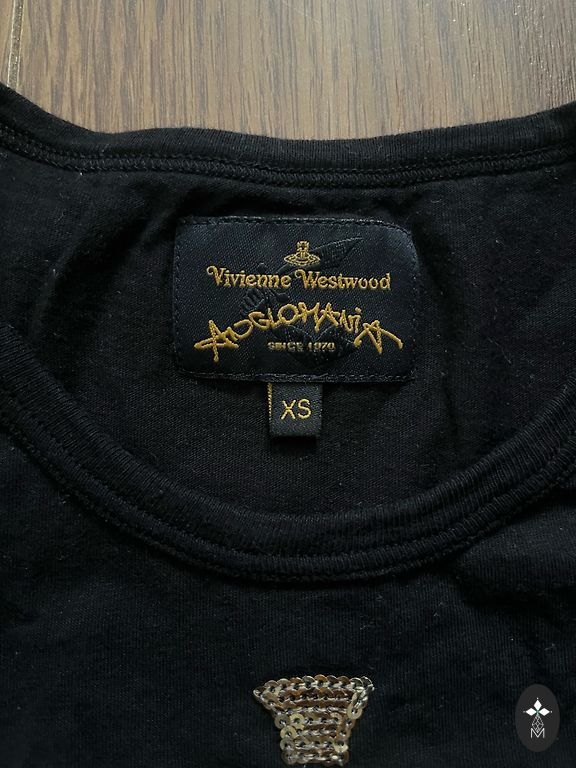 Vivienne Westwood
ANGLOMANIA
SINCE 1970
XS
M